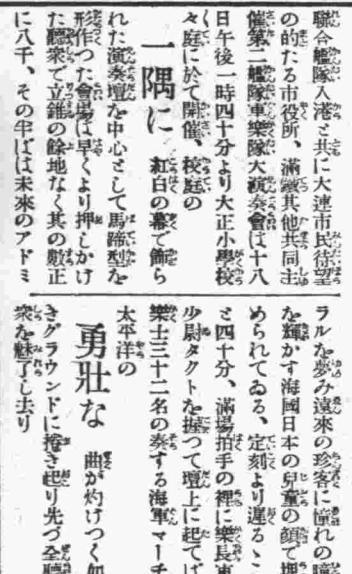 聯合艦隊入港と共に大連市民待望
の的たる市役所、滿鐵其他共同主
催第二艦隊軍樂隊大演奏會は十八
日午後一時四十分より大正小學校
々庭に於て開催、校庭の
一隅に 紅白の幕で飾ら
れた演奏壇を中心として馬蹄型を
形作つた會場は早くより押しかけ
た聽衆で立錐の餘地なく其の數正
に八千、その半ばは未來のアドミ
ラルを夢み遠來の珍客に憧れの瞳
を輝かす海國日本の兒童の顔で埋
められてゐる、定刻より遲るゝこ
と四十分、滿場拍手の裡に樂長
少尉タクトを握つて壇上に起てば
樂士三十二名の奏する海軍マーチ
太平洋の
勇壯な 曲が灼けつく如
きグラウンドに捲き起り先づ全聽
衆を魅了し去り